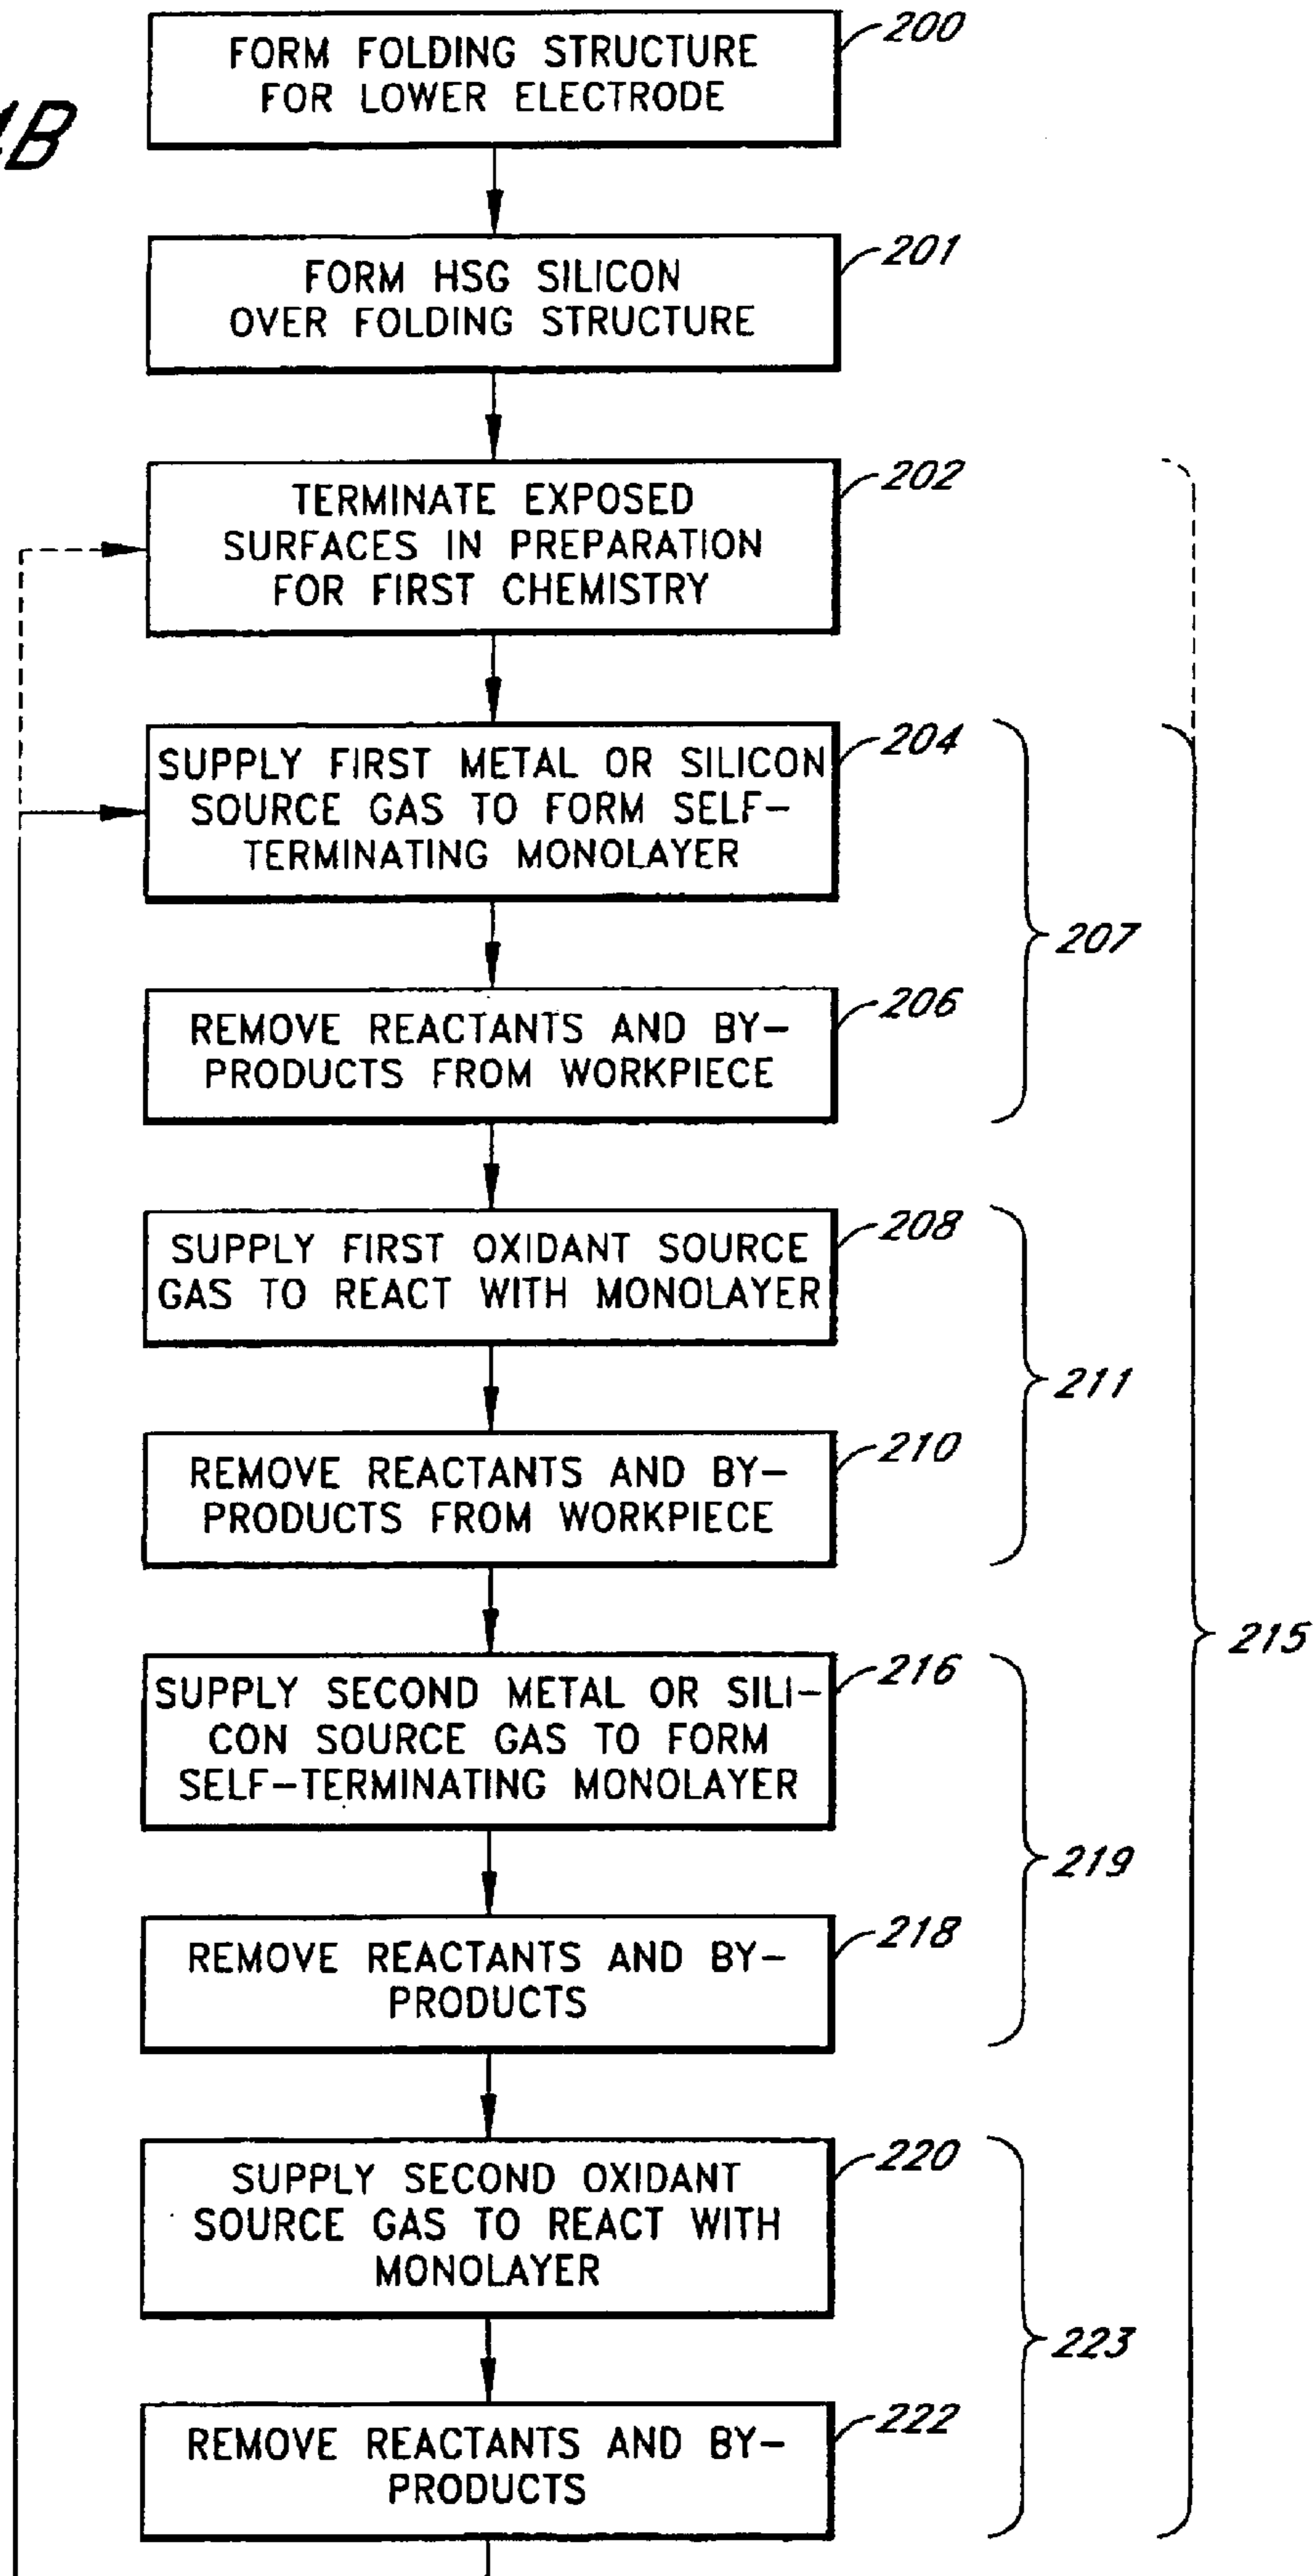 4B
FORM FOLDING STRUCTURE
FOR LOWER ELECTRODE
200
FORM HSG SILICON
OVER FOLDING STRUCTURE
201
TERMINATE EXPOSED
SURFACES IN PREPARATION
FOR FIRST CHEMISTRY
202
SUPPLY FIRST METAL OR SILICON
SOURCE GAS TO FORM SELF-
TERMINATING MONOLAYER
204
207
REMOVE REACTANTS AND BY-
PRODUCTS FROM WORKPIECE
206
SUPPLY FIRST OXIDANT SOURCE
GAS TO REACT WITH MONOLAYER
208
211
REMOVE REACTANTS AND BY-
PRODUCTS FROM WORKPIECE
210
215
SUPPLY SECOND METAL OR SILI-
CON SOURCE GAS TO FORM
SELF-TERMINATING MONOLAYER
216
219
REMOVE REACTANTS AND BY-
PRODUCTS
218
SUPPLY SECOND OXIDANT
SOURCE GAS TO REACT WITH
MONOLAYER
220
223
REMOVE REACTANTS AND BY-
PRODUCTS
222